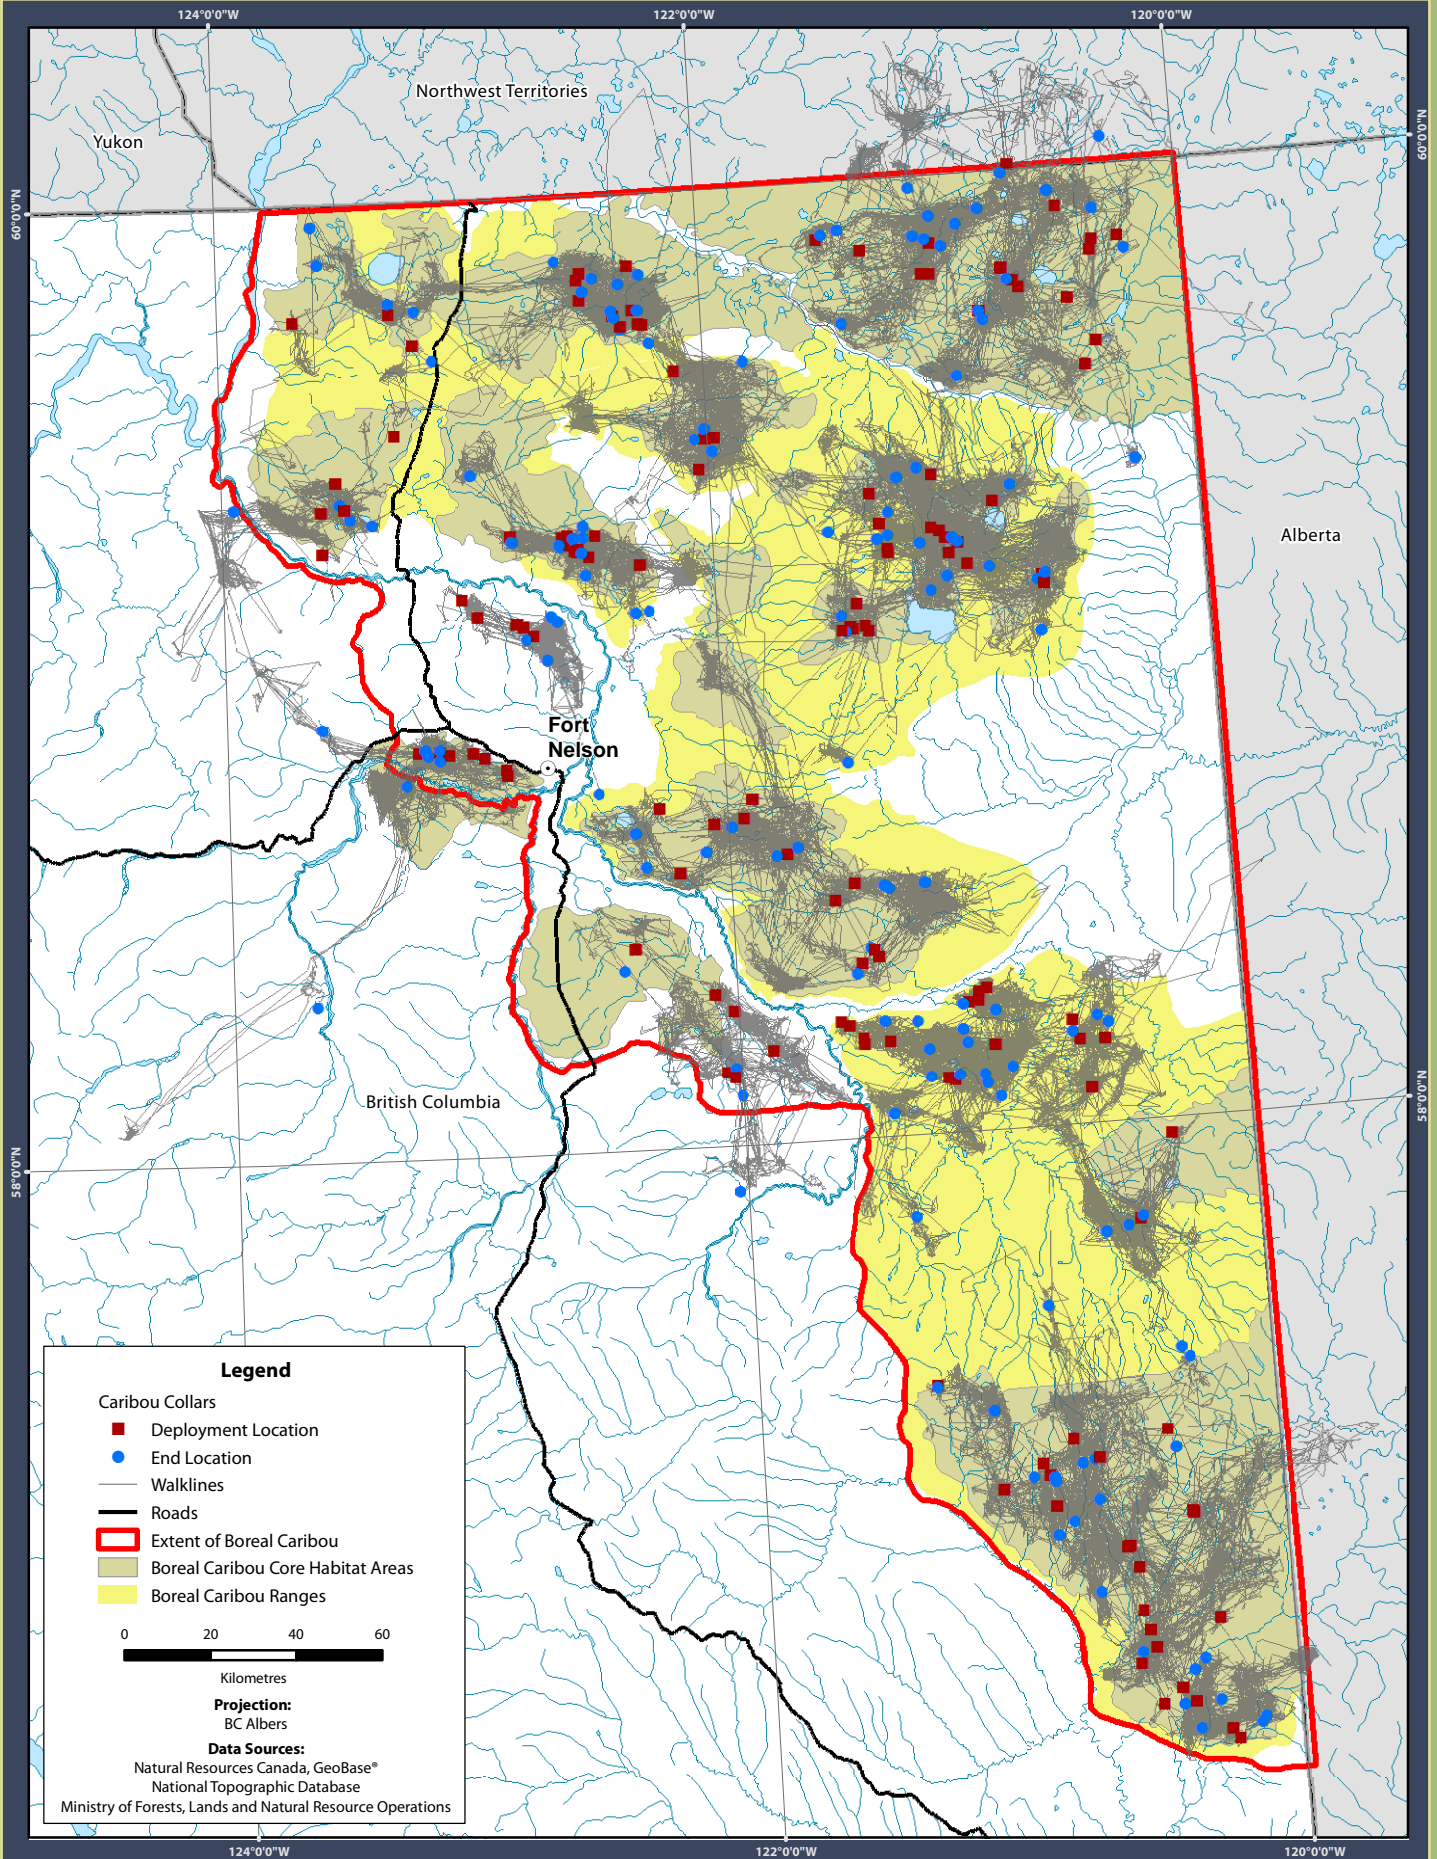 124°0'0"W
122°0'0"W
120°0'0"W
Northwest Territories
Yukon
60°0'0"N
60°0'0"N
Alberta
Fort
Nelson
British Columbia
58°0'0"N
58°0'0"N
Legend
Caribou Collars
Deployment Location
End Location
Walklines
Roads
Extent of Boreal Caribou
Boreal Caribou Core Habitat Areas
Boreal Caribou Ranges
0 20 40 60
Kilometres
Projection:
BC Albers
Data Sources:
Natural Resources Canada, GeoBase®
National Topographic Database
Ministry of Forests, Lands and Natural Resource Operations
124°0'0"W
122°0'0"W
120°0'0"W